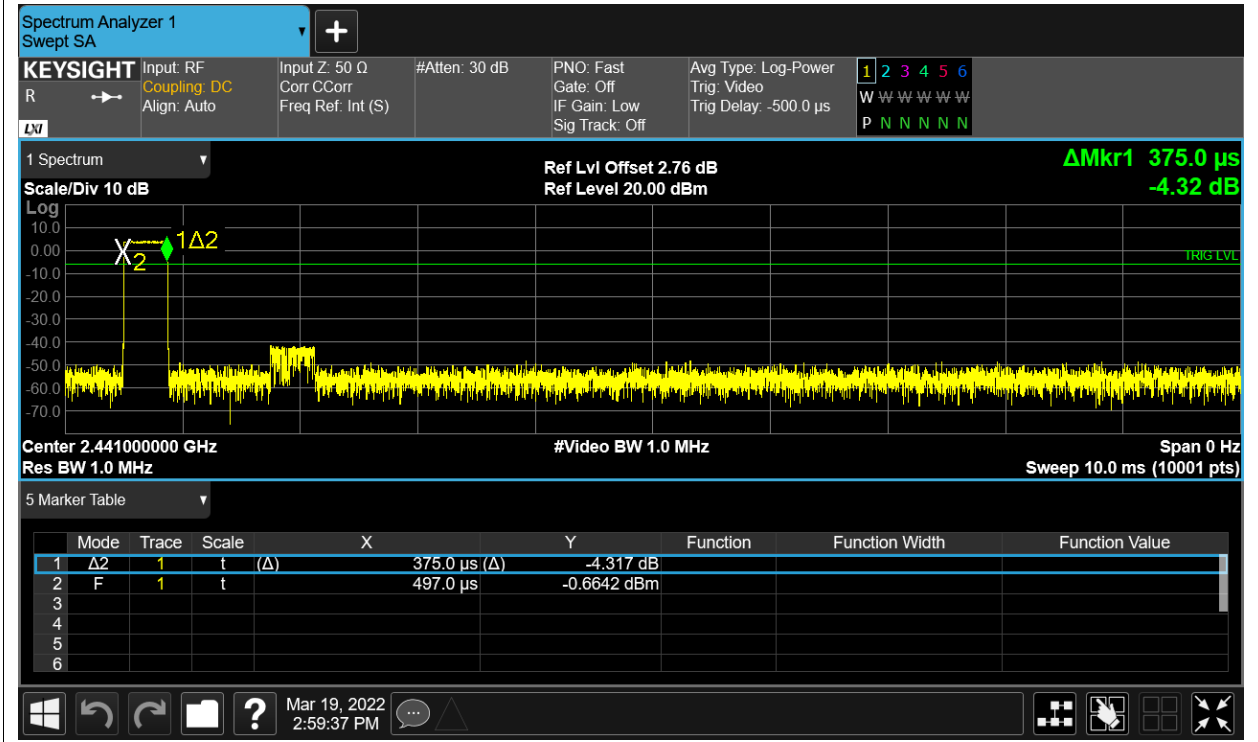 Spectrum Analyzer 1
Swept SA
KEYSIGHT
R
LXI
Input: RF
Coupling: DC
Align: Auto
Input Z: 50 Ω
Corr CCorr
Freq Ref: Int (S)
#Atten: 30 dB
PNO: Fast
Gate: Off
IF Gain: Low
Sig Track: Off
Avg Type: Log-Power
Trig: Video
Trig Delay: -500.0 µs
1 2 3 4 5 6
W W W W W W
P N N N N N
1 Spectrum
Scale/Div 10 dB
Ref Lvl Offset 2.76 dB
Ref Level 20.00 dBm
ΔMkr1 375.0 µs
-4.32 dB
Log
10.0
0.00
-10.0
-20.0
-30.0
-40.0
-50.0
-60.0
-70.0
1Δ2
X2
TRIG LVL
Center 2.441000000 GHz
#Video BW 1.0 MHz
Span 0 Hz
Res BW 1.0 MHz
Sweep 10.0 ms (10001 pts)
5 Marker Table
Mode Trace Scale X Y Function Function Width Function Value
1 Δ2 1 t (Δ) 375.0 µs (Δ) -4.317 dB
2 F 1 t 497.0 µs -0.6642 dBm
3
4
5
6
?
Mar 19, 2022
2:59:37 PM